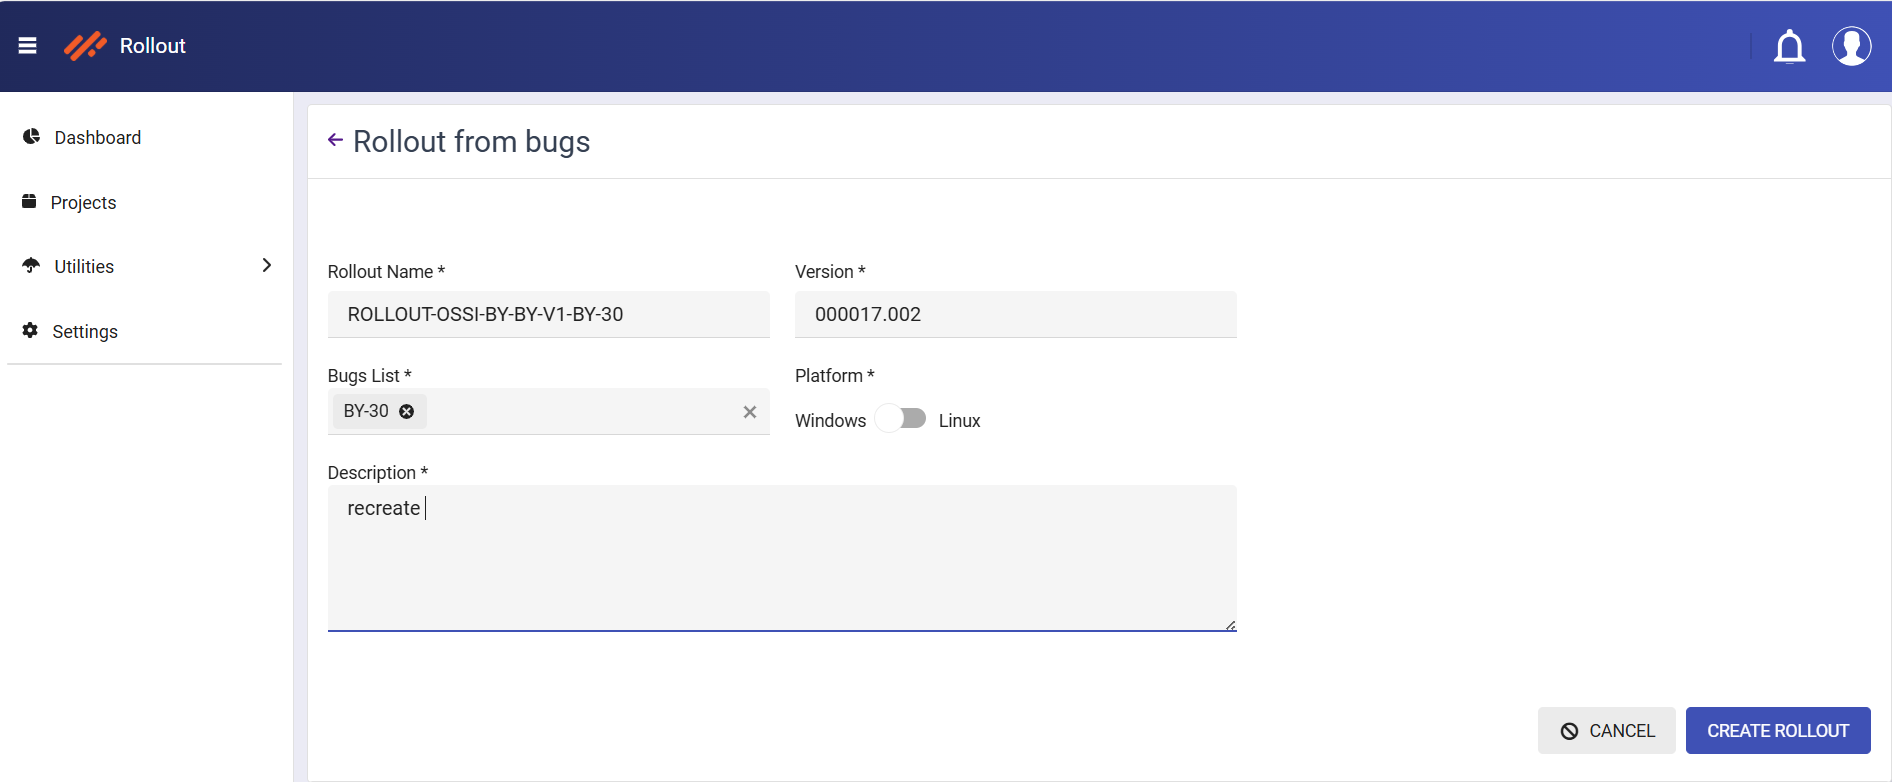 Rollout
Dashboard
Projects
Utilities
Settings
Rollout from bugs
Rollout Name *
Version *
ROLLOUT-OSSI-BY-BY-V1-BY-30
000017.002
Bugs List *
Platform *
BY-30
Windows
Linux
Description *
recreate
CANCEL
CREATE ROLLOUT